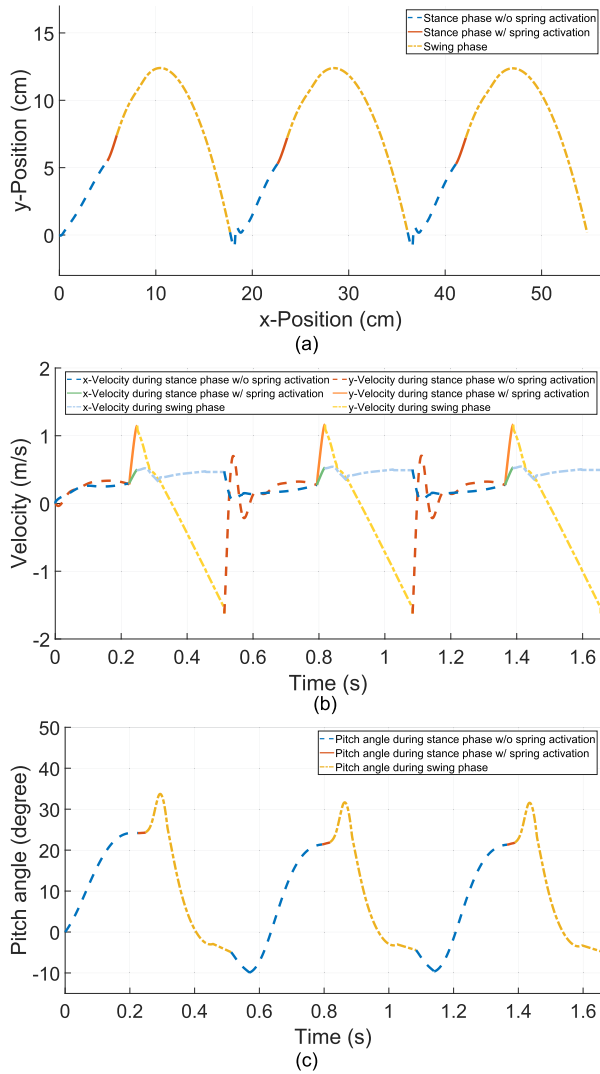 15
10
5
0
y-Position (cm)
Stance phase w/o spring activation
Stance phase w/ spring activation
Swing phase
0 10 20 30 40 50
x-Position (cm)
(a)
2
1
0
-1
-2
Velocity (m/s)
x-Velocity during stance phase w/o spring activation y-Velocity during stance phase w/o spring activation
x-Velocity during stance phase w/ spring activation y-Velocity during stance phase w/ spring activation
x-Velocity during swing phase y-Velocity during swing phase
0 0.2 0.4 0.6 0.8 1 1.2 1.4 1.6
Time (s)
(b)
50
40
30
20
10
0
-10
Pitch angle (degree)
Pitch angle during stance phase w/o spring activation
Pitch angle during stance phase w/ spring activation
Pitch angle during swing phase
0 0.2 0.4 0.6 0.8 1 1.2 1.4 1.6
Time (s)
(c)